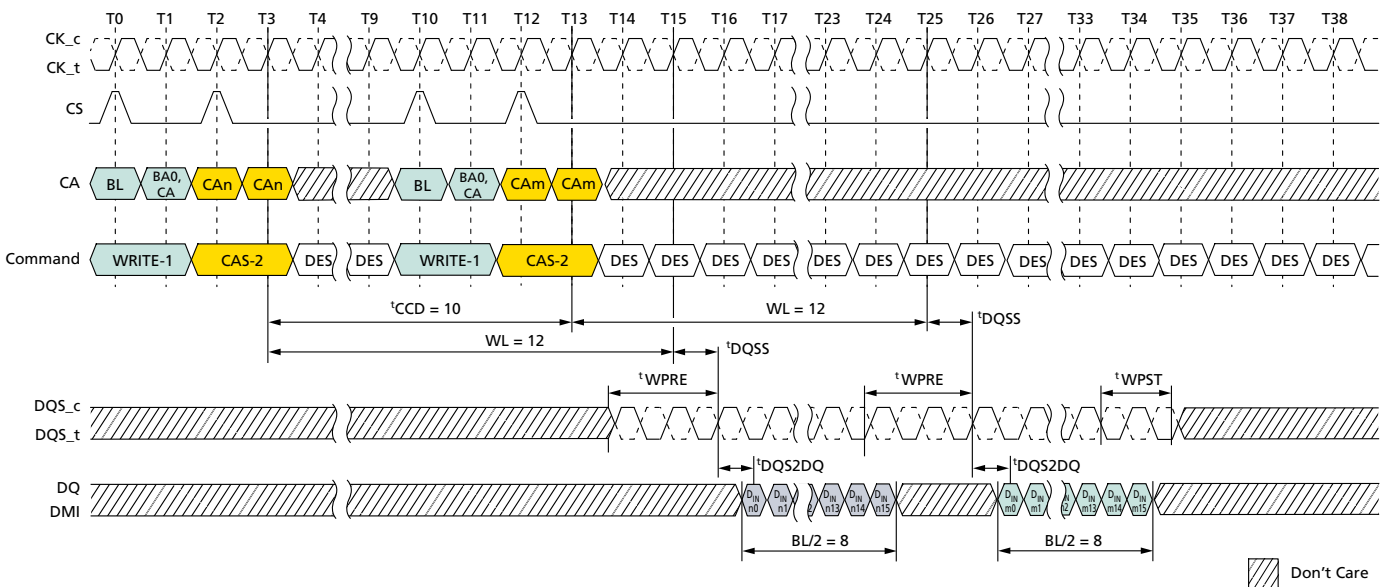 T0 T1 T2 T3 T4 T9 T10 T11 T12 T13 T14 T15 T16 T17 T23 T24 T25 T26 T27 T33 T34 T35 T36 T37 T38
CK_c
CK_t
CS
CA BL BA0, CA CAn CAn BL BA0, CA CAm CAm
Command WRITE-1 CAS-2 DES DES WRITE-1 CAS-2 DES DES DES DES DES DES DES DES DES DES DES DES DES DES DES
tCCD = 10 WL = 12 tDQSS
WL = 12 tDQSS
tWPRE tWPRE tWPST
DQS_c
DQS_t
tDQS2DQ tDQS2DQ
DQ
DMI
DIN n0 DIN n1 DIN n13 DIN n14 DIN n15 DIN m0 DIN m1 DIN m13 DIN m14 DIN m15
BL/2 = 8 BL/2 = 8
Don't Care